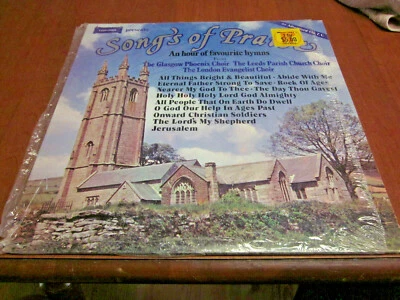 presents
Songs of Praise
An hour of favourite hymns
The Glasgow Phoenix Choir The Leeds Parish Church Choir
The London Evangelist Choir
All Things Bright & Beautiful - Abide With Me
Eternal Father Strong To Save - Rock Of Ages
Nearer My God To Thee - The Day Thou Gavest
Holy Holy Holy Lord God Almighty
All People That On Earth Do Dwell
O God Our Help In Ages Past
Onward Christian Soldiers
The Lord's My Shepherd
Jerusalem